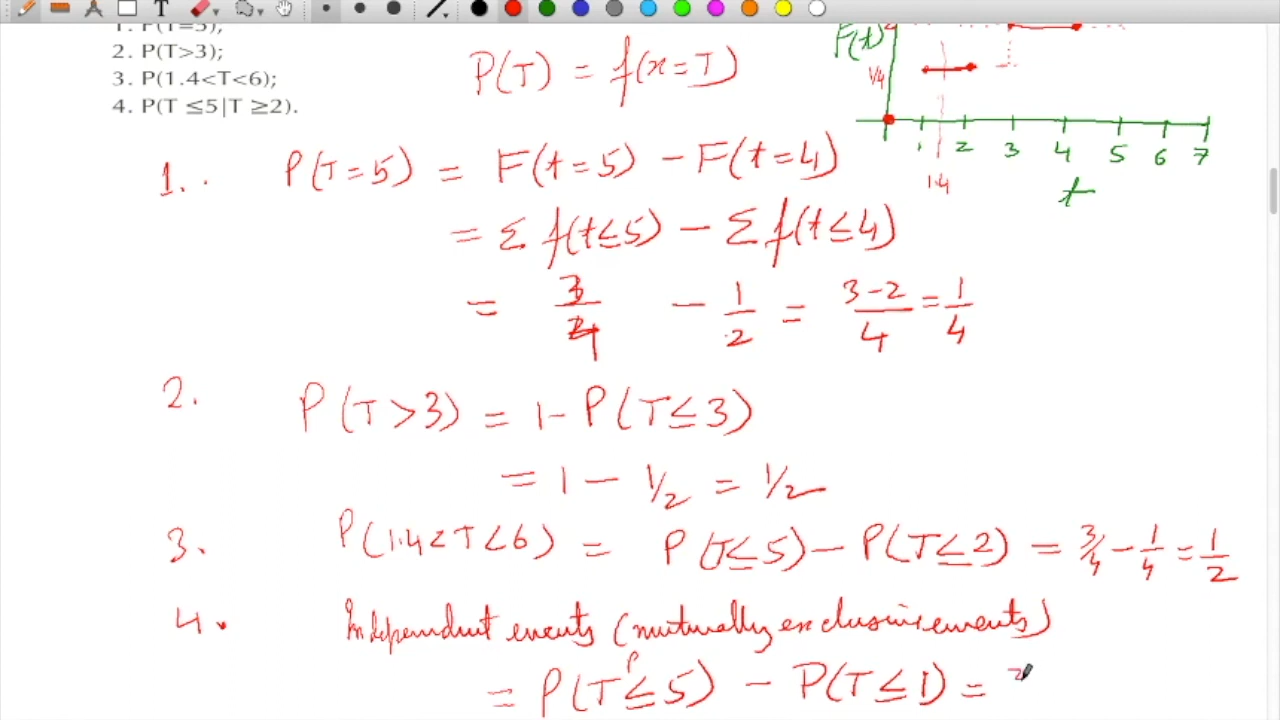 1. P(T=5);
2. P(T>3);
3. P(1.4<T<6);
4. P(T ≤5|T ≥2).
P(T) = f(x=T)
F(t)
1/4
1 2 3 4 5 6 7
1.4
t
1. P(T=5) = F(t=5) - F(t=4)
= Σ f(t≤5) - Σ f(t≤4)
= 3/4 - 1/2 = 3-2/4 = 1/4
2. P(T>3) = 1- P(T≤3)
= 1 - 1/2 = 1/2
3. P(1.4<T<6) = P(T≤5) - P(T≤2) = 3/4 - 1/4 = 1/2
4. Independent events (mutually exclusive events)
= P(T≤5) - P(T≤1) =